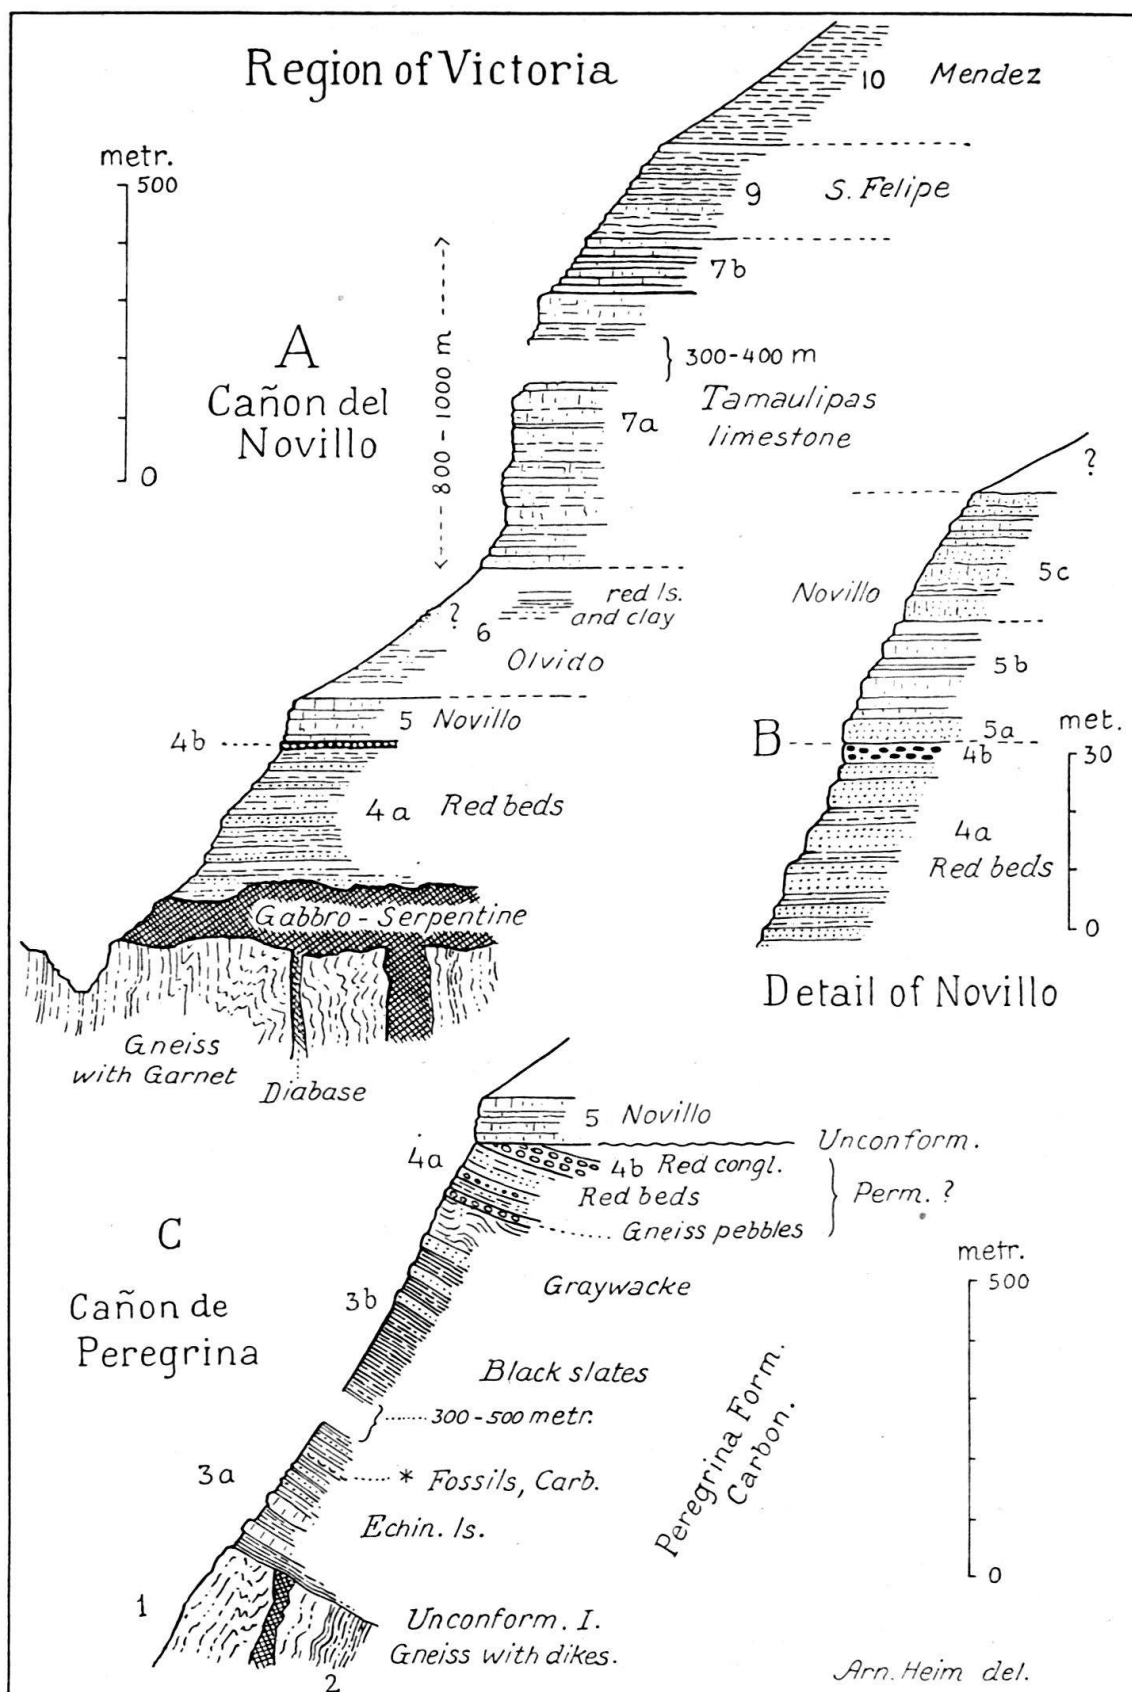 Region of Victoria
10 Mendez
metr.
500
0
9 S. Felipe
7b
800-1000 m
A
Cañon del
Novillo
300-400 m
Tamaulipas
limestone
7a
red ls.
and clay
?
6
Olvido
5 Novillo
4b
4a Red beds
Gabbro - Serpentine
Gneiss
with Garnet
Diabase
?
5c
Novillo
5b
5a
B
4b
met.
30
0
4a
Red beds
Detail of Novillo
5 Novillo
Unconform.
4a
4b Red congl.
Red beds
Perm. ?
Gneiss pebbles
C
Cañon de
Peregrina
3b
Graywacke
Black slates
300-500 metr.
3a
* Fossils, Carb.
Echin. ls.
Peregrina Form.
Carbon.
metr.
500
0
1
Unconform. I.
Gneiss with dikes.
2
Arn. Heim del.